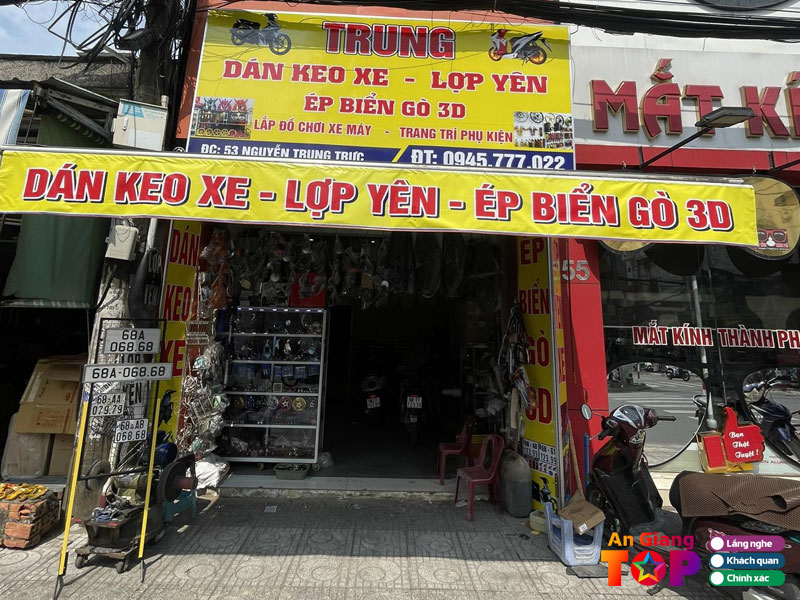 TRUNG
DÁN KEO XE - LỢP YÊN
ÉP BIỂN GÒ 3D
LẮP ĐỒ CHƠI XE MÁY - TRANG TRÍ PHỤ KIỆN
ĐC: 53 NGUYỄN TRUNG TRỰC
ĐT: 0945.777.022
MẮT KÍ
DÁN KEO XE - LỢP YÊN - ÉP BIỂN GÒ 3D
DÁN
KEO
XE
ÉP
BIỂN
GÒ
3D
55
MẮT KÍNH THÀNH PH
68A
068.68
68A-068.68
68-AA
079.79
68-AB
068.68
Bạn
Thật
Tuyệt!
An Giang
TOP
Lắng nghe
Khách quan
Chính xác